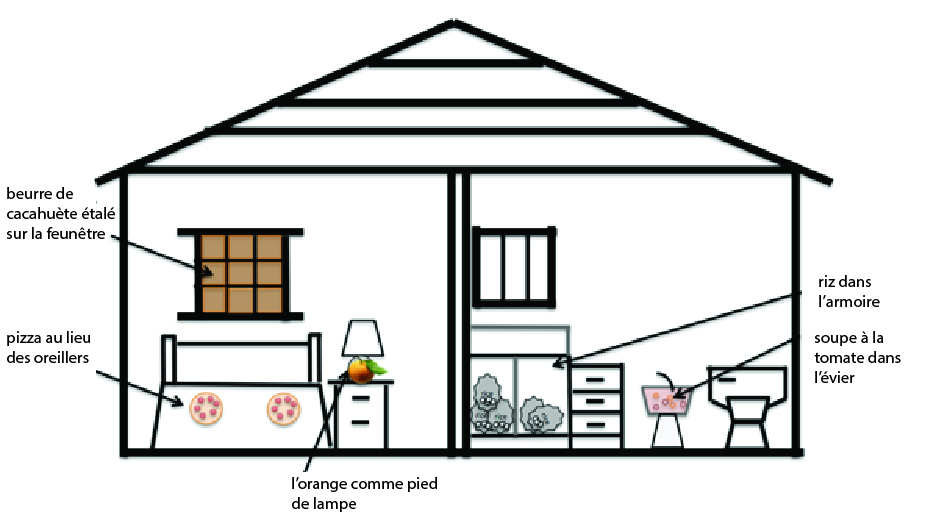 beurre de
cacahuète étalé
sur la feunêtre
pizza au lieu
des oreillers
l'orange comme pied
de lampe
riz dans
l'armoire
soupe à la
tomate dans
l'évier